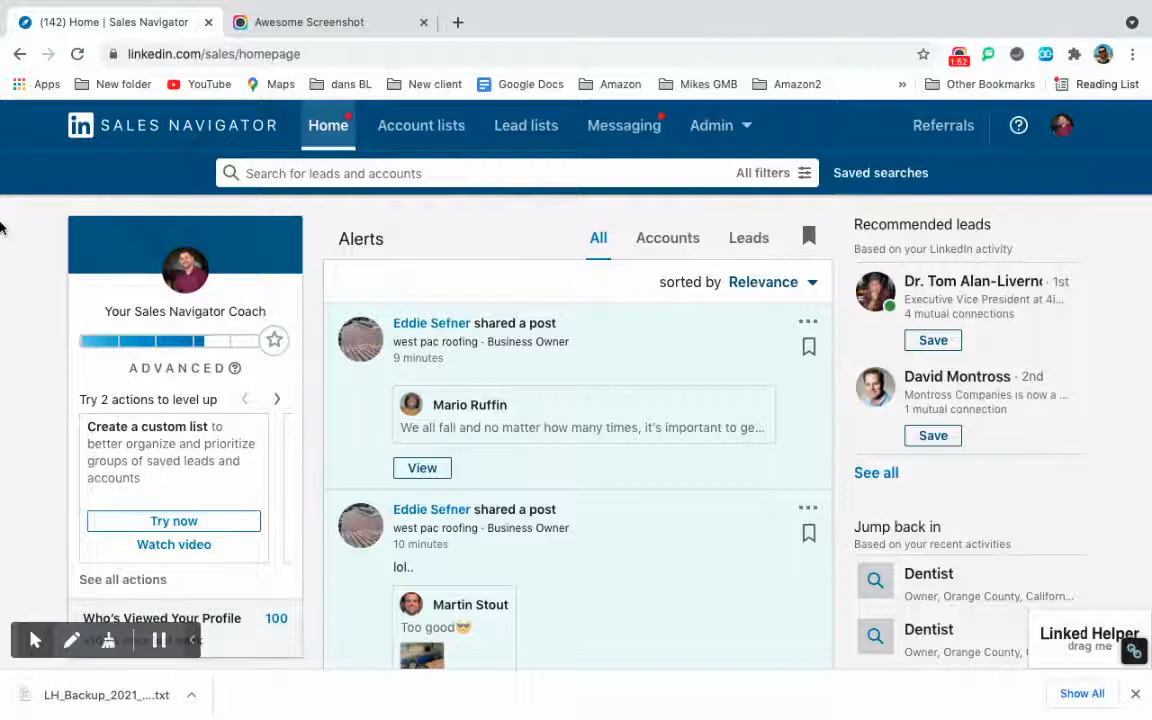 (142) Home | Sales Navigator
Awesome Screenshot
linkedin.com/sales/homepage
1:52
Apps
New folder
YouTube
Maps
dans BL
New client
Google Docs
Amazon
Mikes GMB
Amazon2
»
Other Bookmarks
Reading List
in SALES NAVIGATOR
Home
Account lists
Lead lists
Messaging
Admin
Referrals
Search for leads and accounts
All filters
Saved searches
Your Sales Navigator Coach
ADVANCED
Try 2 actions to level up
Create a custom list to
better organize and prioritize
groups of saved leads and
accounts
Try now
Watch video
See all actions
Who's Viewed Your Profile 100
Alerts
All
Accounts
Leads
sorted by Relevance
Eddie Sefner shared a post
west pac roofing · Business Owner
9 minutes
Mario Ruffin
We all fall and no matter how many times, it's important to ge...
View
Eddie Sefner shared a post
west pac roofing · Business Owner
10 minutes
lol..
Martin Stout
Too good😎
Recommended leads
Based on your LinkedIn activity
Dr. Tom Alan-Livern · 1st
Executive Vice President at 4i...
4 mutual connections
Save
David Montross · 2nd
Montross Companies is now a ...
1 mutual connection
Save
See all
Jump back in
Based on your recent activities
Dentist
Owner, Orange County, Californ...
Dentist
Owner, Orange County,
Linked Helper
drag me
LH_Backup_2021_....txt
Show All